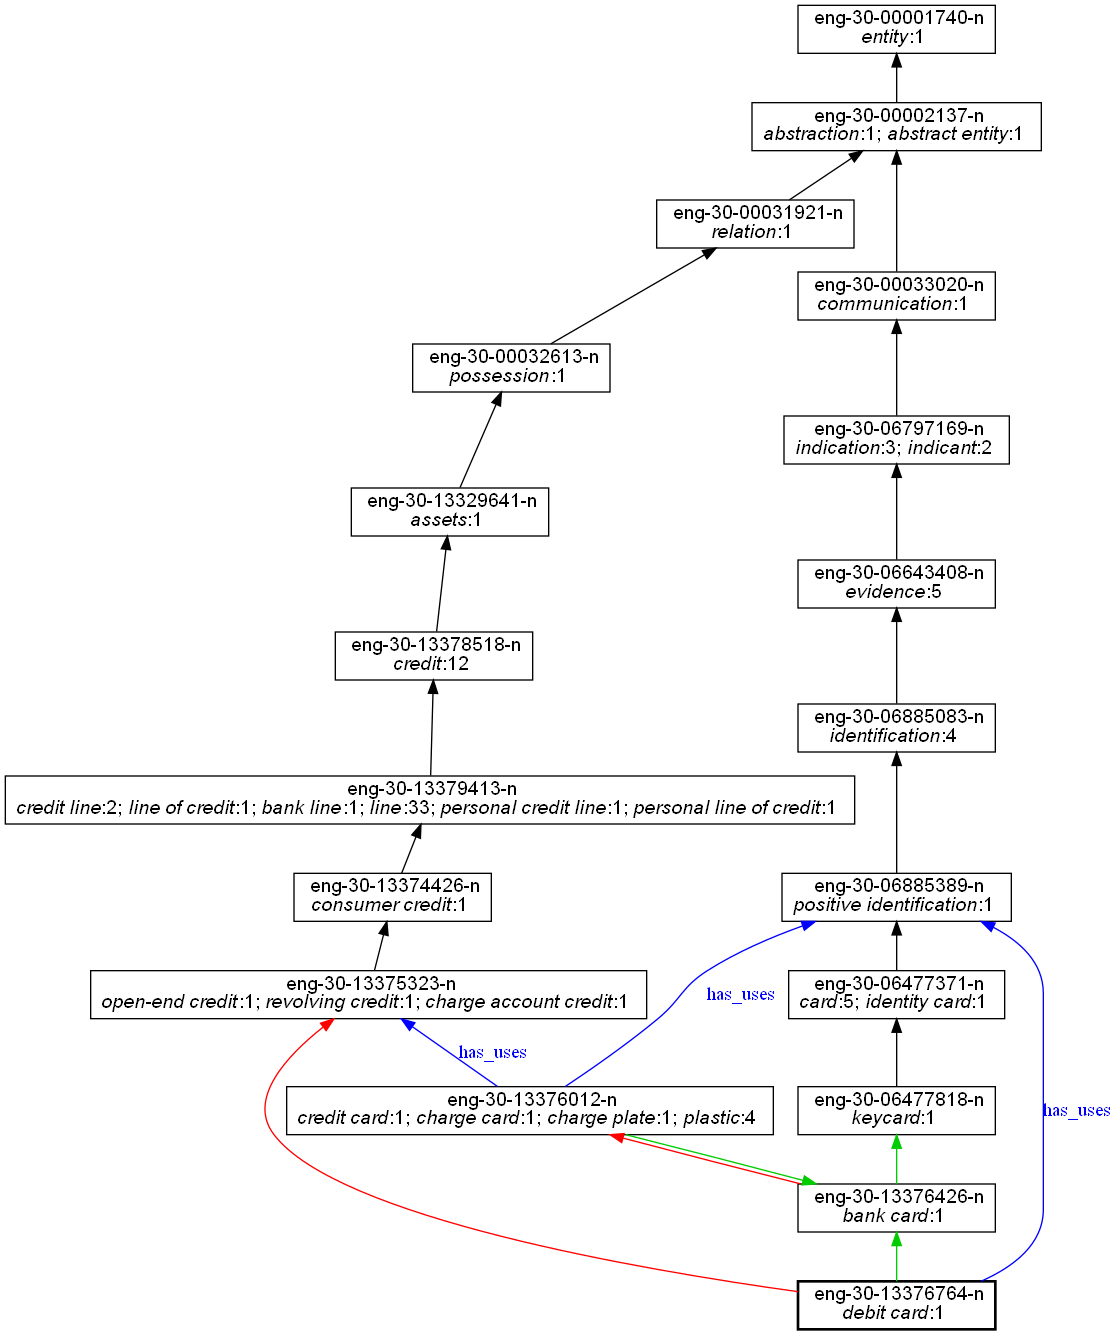 eng-30-00001740-n
entity:1
eng-30-00002137-n
abstraction:1; abstract entity:1
eng-30-00031921-n
relation:1
eng-30-00033020-n
communication:1
eng-30-00032613-n
possession:1
eng-30-06797169-n
indication:3; indicant:2
eng-30-13329641-n
assets:1
eng-30-06643408-n
evidence:5
eng-30-13378518-n
credit:12
eng-30-06885083-n
identification:4
eng-30-13379413-n
credit line:2; line of credit:1; bank line:1; line:33; personal credit line:1; personal line of credit:1
eng-30-13374426-n
consumer credit:1
eng-30-06885389-n
positive identification:1
eng-30-13375323-n
open-end credit:1; revolving credit:1; charge account credit:1
has_uses
eng-30-06477371-n
card:5; identity card:1
has_uses
eng-30-13376012-n
credit card:1; charge card:1; charge plate:1; plastic:4
eng-30-06477818-n
keycard:1
has_uses
eng-30-13376426-n
bank card:1
eng-30-13376764-n
debit card:1